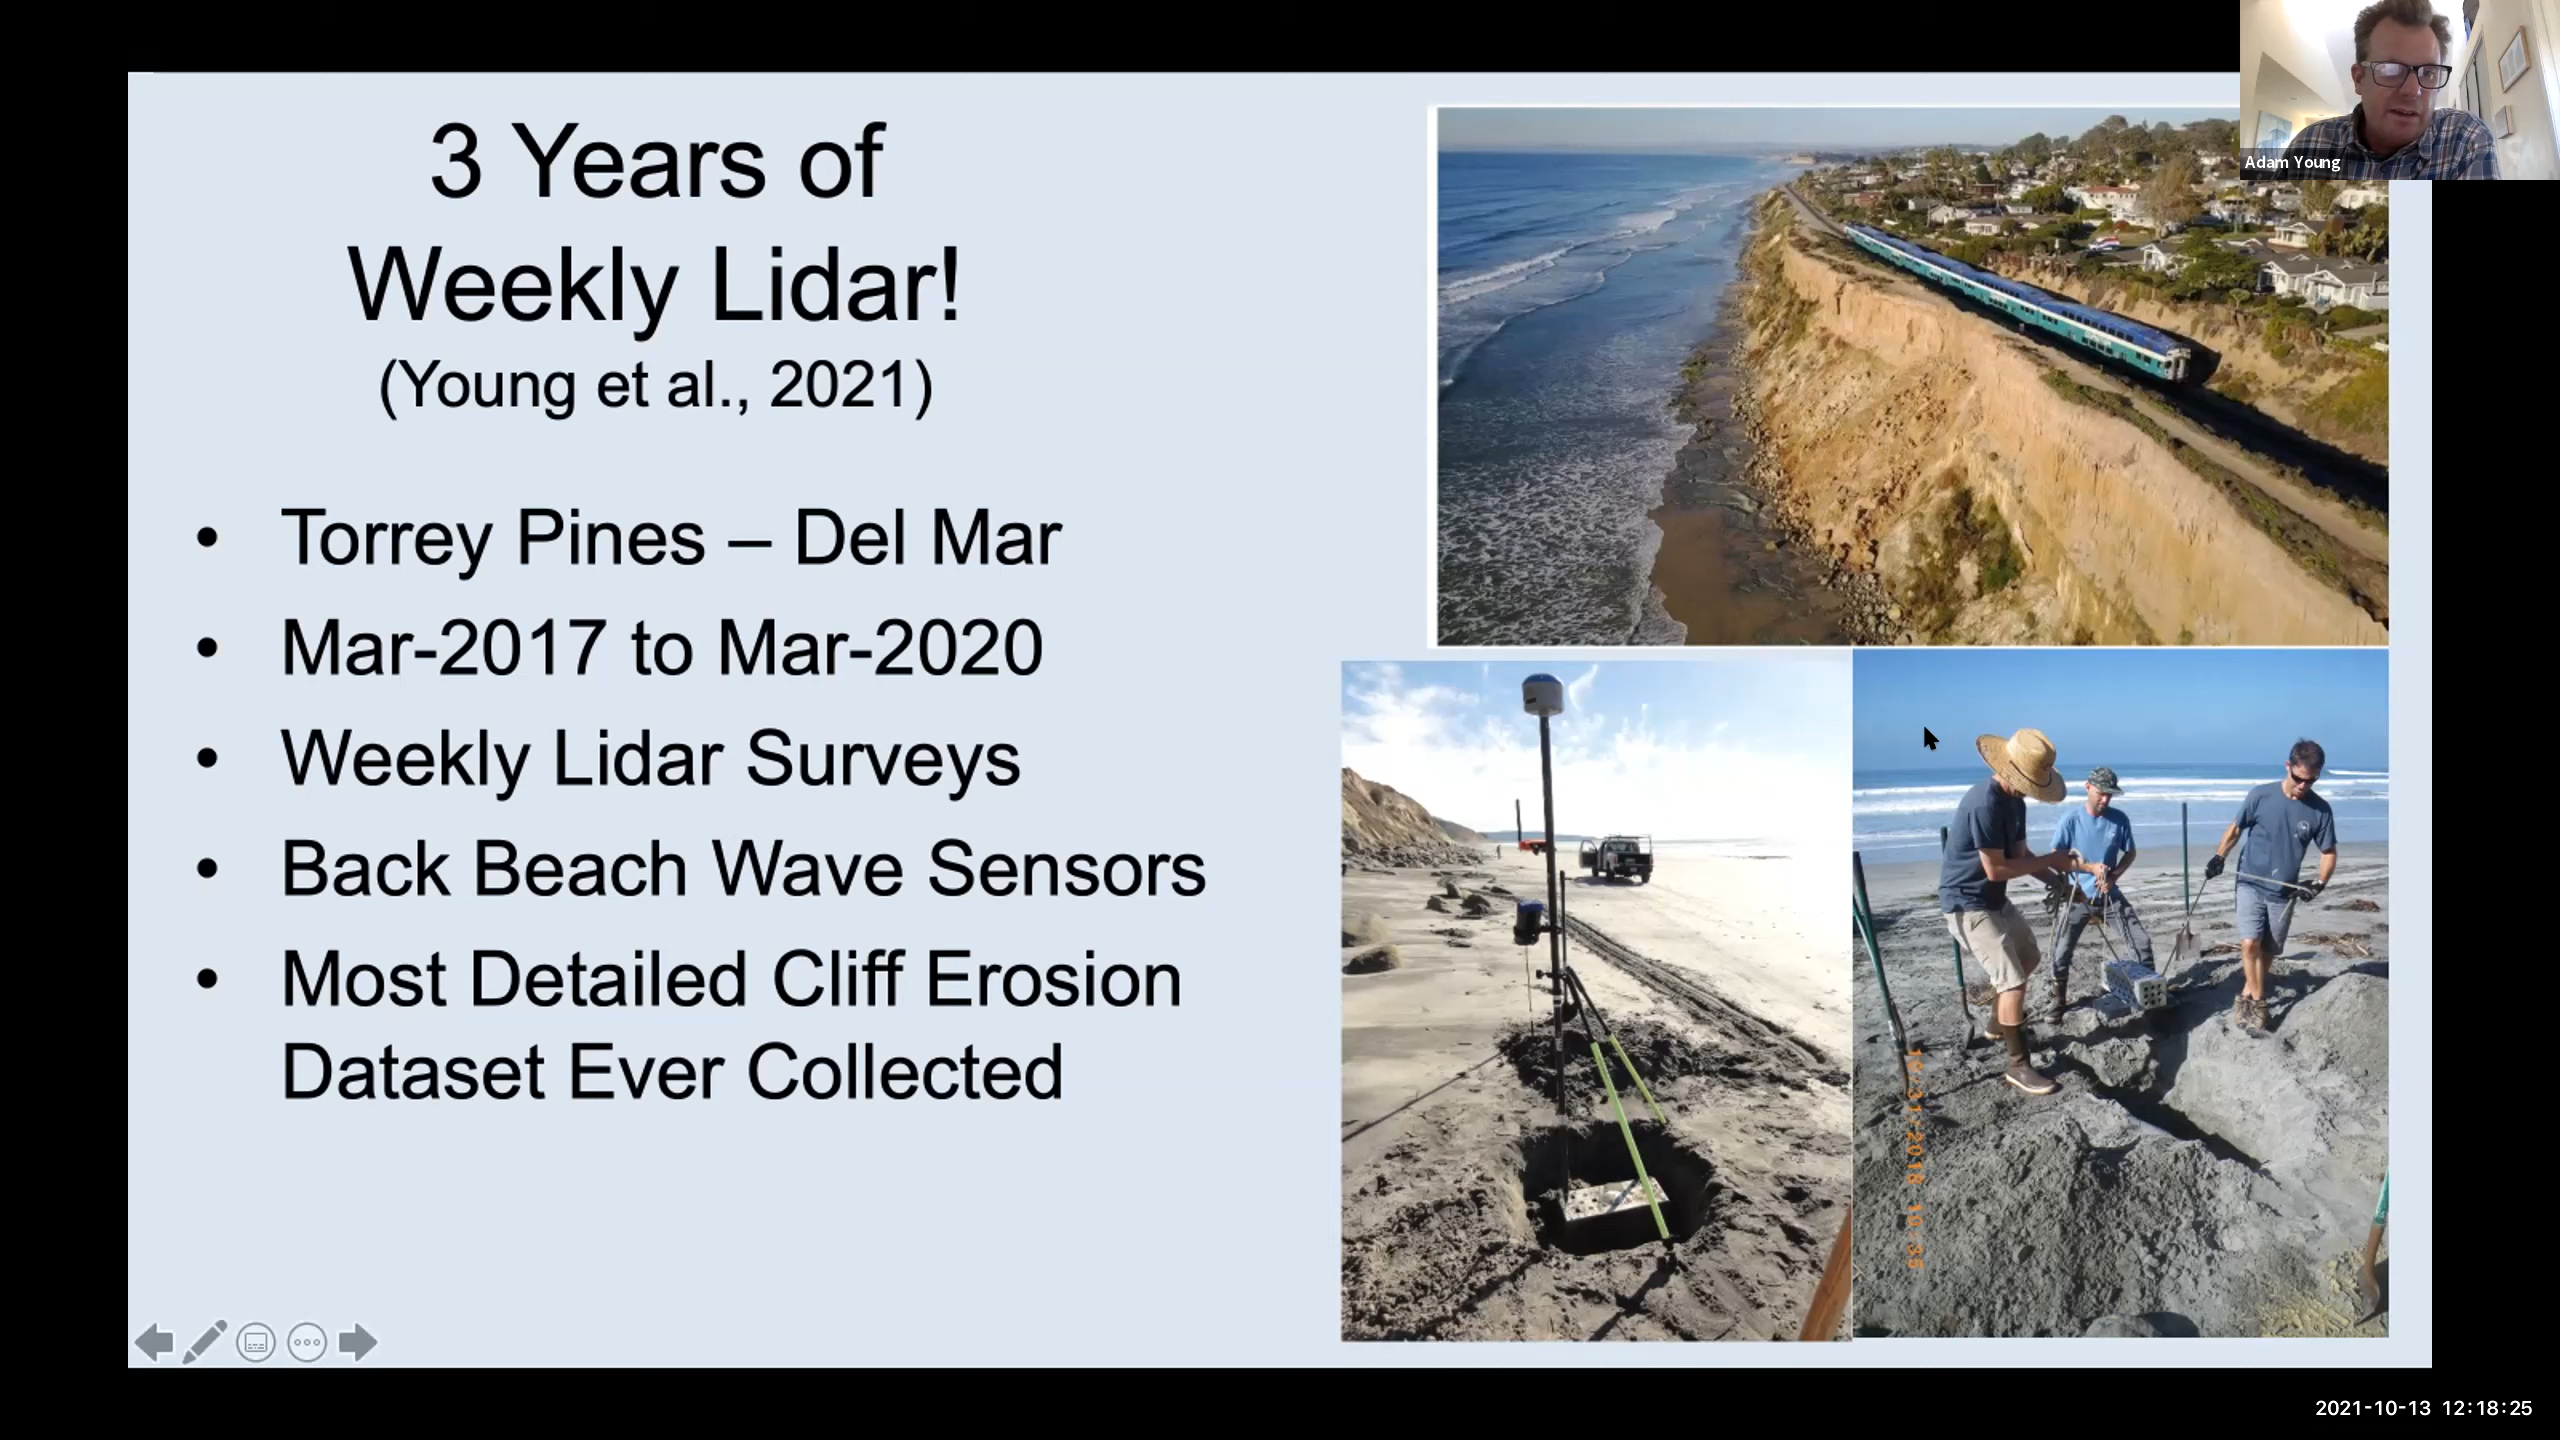 3 Years of
Weekly Lidar!
(Young et al., 2021)
• Torrey Pines – Del Mar
• Mar-2017 to Mar-2020
• Weekly Lidar Surveys
• Back Beach Wave Sensors
• Most Detailed Cliff Erosion
Dataset Ever Collected
Adam Young
2021-10-13 12:18:25